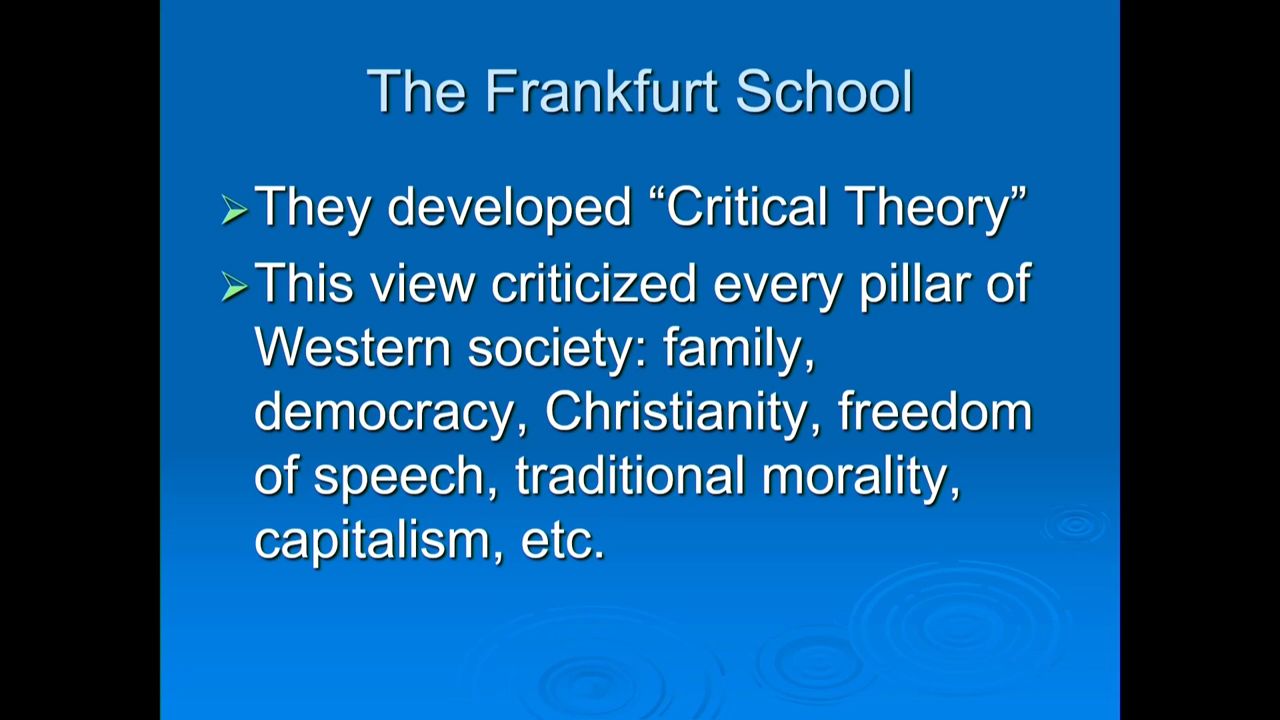 The Frankfurt School
They developed “Critical Theory”
This view criticized every pillar of
Western society: family,
democracy, Christianity, freedom
of speech, traditional morality,
capitalism, etc.